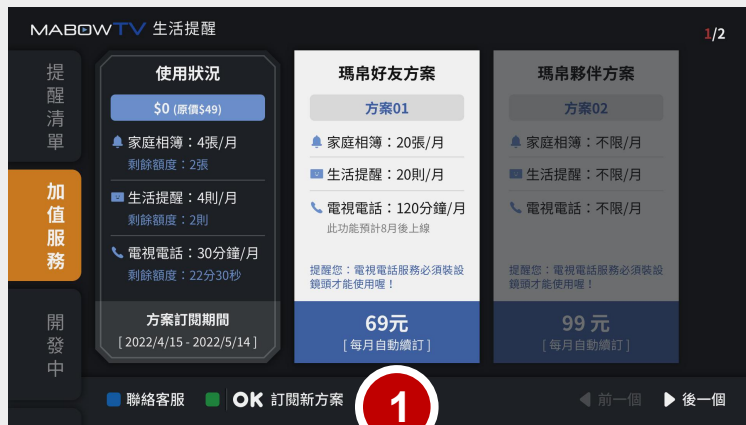 MABOWTV 生活提醒
1/2
提醒清單
加值服務
開發中
使用狀況
$0 (原價$49)
家庭相簿：4張/月
剩餘額度：2張
生活提醒：4則/月
剩餘額度：2則
電視電話：30分鐘/月
剩餘額度：22分30秒
方案訂閱期間
[ 2022/4/15 - 2022/5/14 ]
瑪帛好友方案
方案01
家庭相簿：20張/月
生活提醒：20則/月
電視電話：120分鐘/月
此功能預計8月後上線
提醒您：電視電話服務必須裝設
鏡頭才能使用喔！
69元
[ 每月自動續訂 ]
瑪帛夥伴方案
方案02
家庭相簿：不限/月
生活提醒：不限/月
電視電話：不限/月
提醒您：電視電話服務必須裝設
鏡頭才能使用喔！
99 元
[ 每月自動續訂 ]
聯絡客服
OK 訂閱新方案
1
前一個
後一個